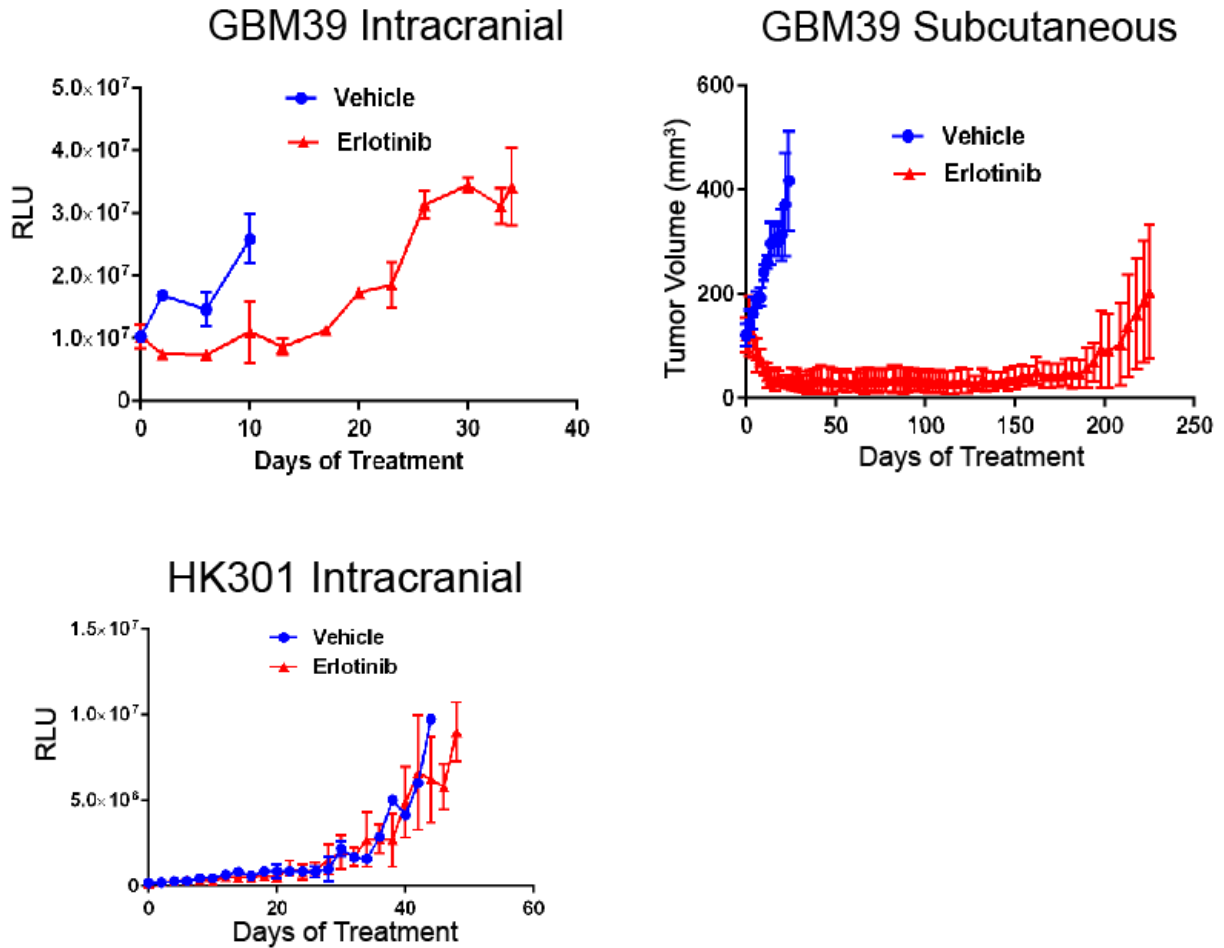 GBM39 Intracranial
5.0×10⁷
4.0×10⁷
3.0×10⁷
2.0×10⁷
1.0×10⁷
0
RLU
Vehicle
Erlotinib
0 10 20 30 40
Days of Treatment
GBM39 Subcutaneous
600
400
200
0
Tumor Volume (mm³)
Vehicle
Erlotinib
0 50 100 150 200 250
Days of Treatment
HK301 Intracranial
1.5×10⁷
1.0×10⁷
5.0×10⁶
0
RLU
Vehicle
Erlotinib
0 20 40 60
Days of Treatment